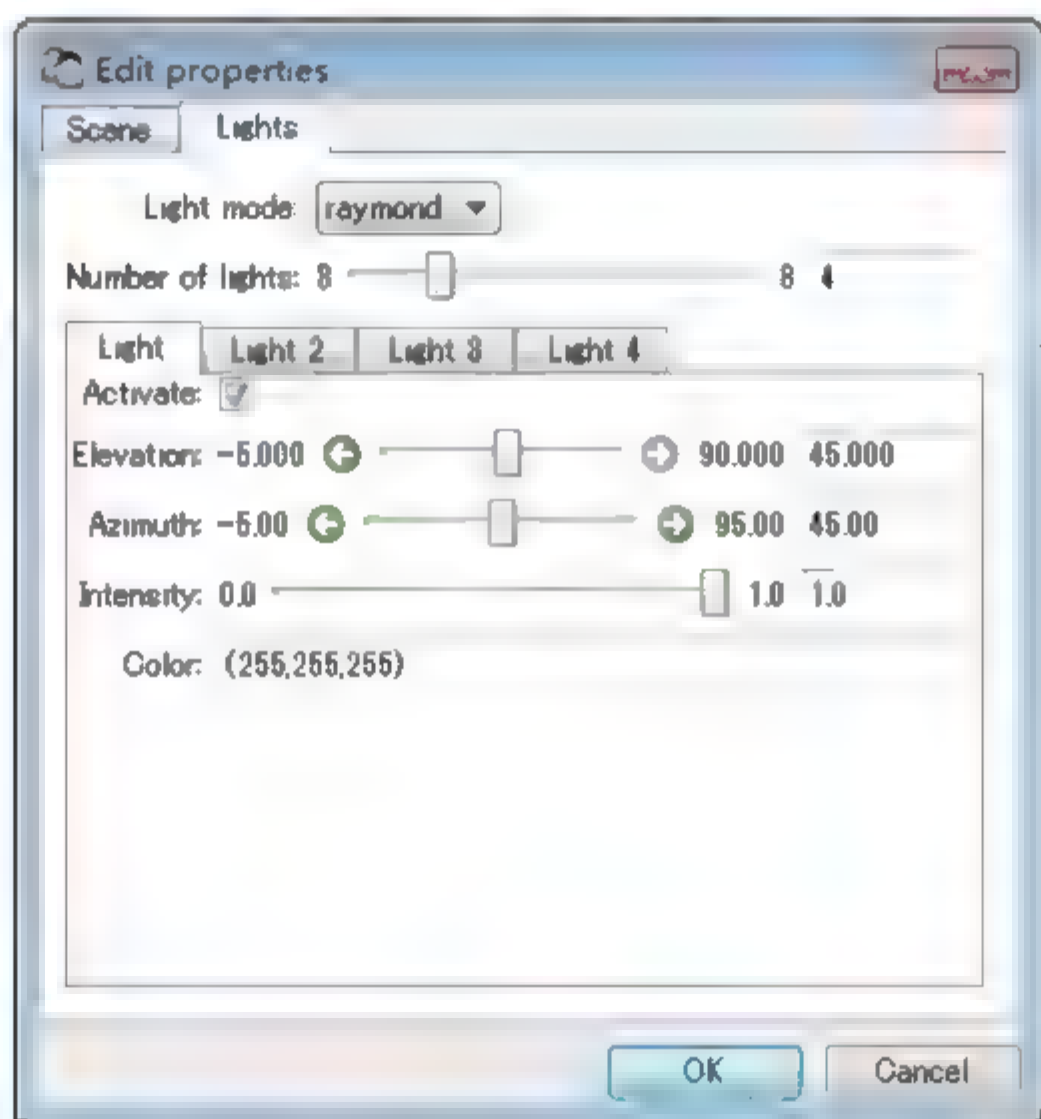 Edit properties
Scene Lights
Light mode: raymond
Number of lights: 3 8 4
Light Light 2 Light 3 Light 4
Activate:
Elevation: -5.000 90.000 45.000
Azimuth: -5.00 95.00 45.00
Intensity: 0.0 1.0 1.0
Color: (255,255,255)
OK Cancel